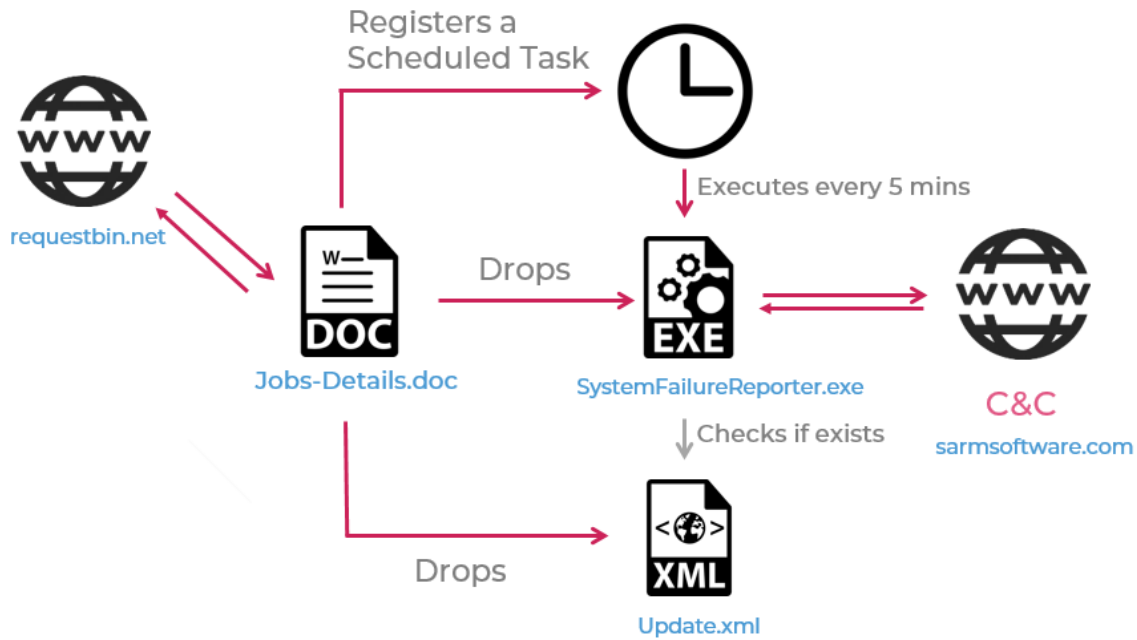 Registers a
Scheduled Task
WWW
requestbin.net
Executes every 5 mins
W
DOC
Jobs-Details.doc
Drops
EXE
SystemFailureReporter.exe
WWW
C&C
sarmsoftware.com
Checks if exists
Drops
< >
XML
Update.xml